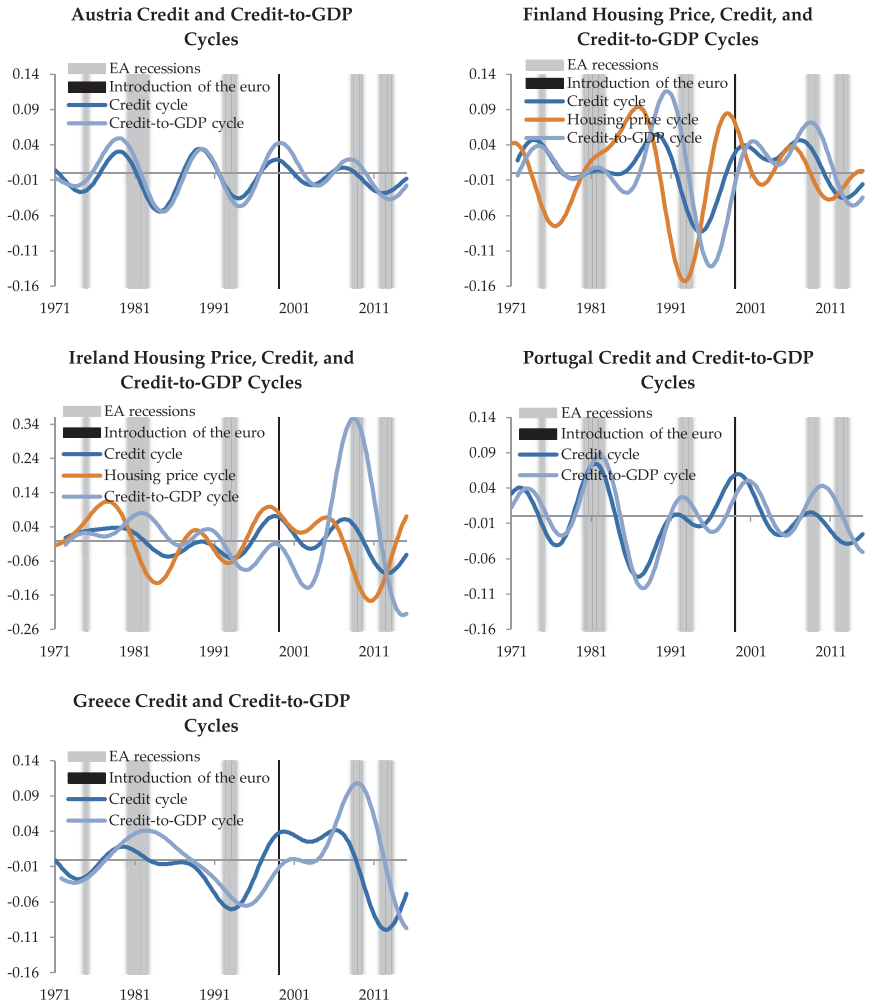 Austria Credit and Credit-to-GDP
Cycles
0.14
0.09
0.04
-0.01
-0.06
-0.11
-0.16
EA recessions
Introduction of the euro
Credit cycle
Credit-to-GDP cycle
1971 1981 1991 2001 2011
Finland Housing Price, Credit, and
Credit-to-GDP Cycles
0.14
0.09
0.04
-0.01
-0.06
-0.11
-0.16
EA recessions
Introduction of the euro
Credit cycle
Housing price cycle
Credit-to-GDP cycle
1971 1981 1991 2001 2011
Ireland Housing Price, Credit, and
Credit-to-GDP Cycles
0.34
0.24
0.14
0.04
-0.06
-0.16
-0.26
EA recessions
Introduction of the euro
Credit cycle
Housing price cycle
Credit-to-GDP cycle
1971 1981 1991 2001 2011
Portugal Credit and Credit-to-GDP
Cycles
0.14
0.09
0.04
-0.01
-0.06
-0.11
-0.16
EA recessions
Introduction of the euro
Credit cycle
Credit-to-GDP cycle
1971 1981 1991 2001 2011
Greece Credit and Credit-to-GDP
Cycles
0.14
0.09
0.04
-0.01
-0.06
-0.11
-0.16
EA recessions
Introduction of the euro
Credit cycle
Credit-to-GDP cycle
1971 1981 1991 2001 2011